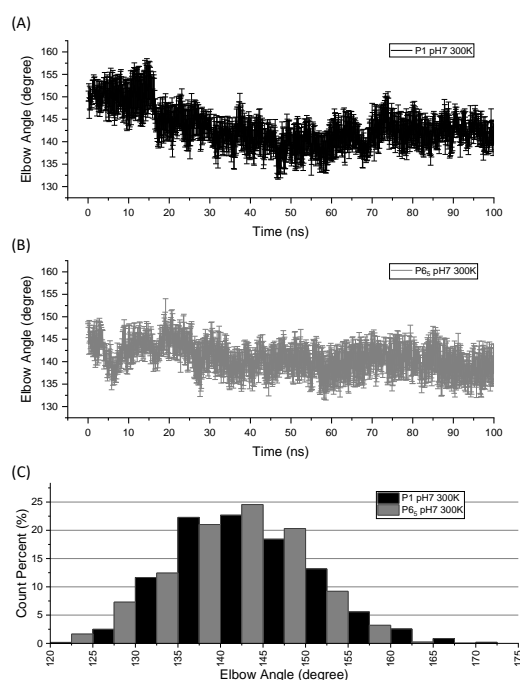 (A)
160
155
150
145
140
135
130
Elbow Angle (degree)
P1 pH7 300K
0 10 20 30 40 50 60 70 80 90 100
Time (ns)
(B)
160
155
150
145
140
135
130
Elbow Angle (degree)
P6₅ pH7 300K
0 10 20 30 40 50 60 70 80 90 100
Time (ns)
(C)
25
20
15
10
5
0
Count Percent (%)
P1 pH7 300K
P6₅ pH7 300K
120 125 130 135 140 145 150 155 160 165 170 175
Elbow Angle (degree)